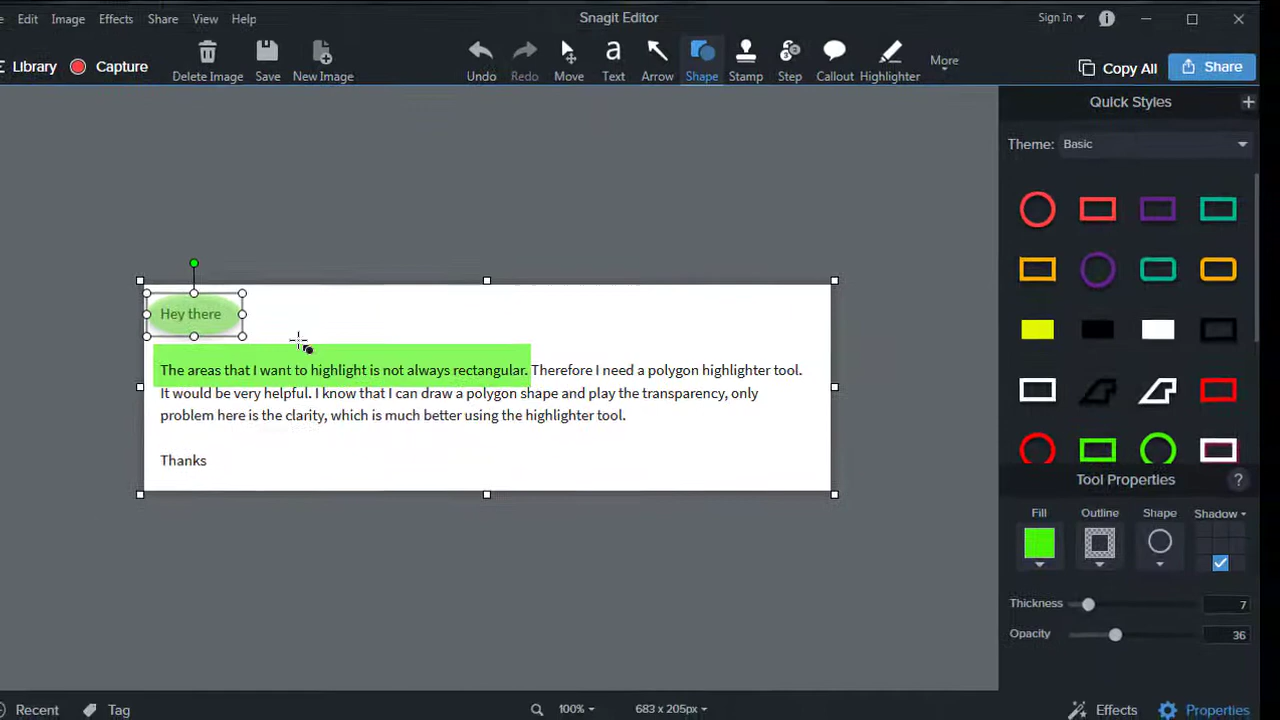 Edit Image Effects Share View Help Snagit Editor Sign In
Library Capture Delete Image Save New Image Undo Redo Move Text Arrow Shape Stamp Step Callout Highlighter More Copy All Share
Quick Styles
Theme: Basic
Hey there
The areas that I want to highlight is not always rectangular. Therefore I need a polygon highlighter tool.
It would be very helpful. I know that I can draw a polygon shape and play the transparency, only
problem here is the clarity, which is much better using the highlighter tool.
Thanks
Tool Properties ?
Fill Outline Shape Shadow
Thickness 7
Opacity 36
Recent Tag 100% 683 x 205px Effects Properties